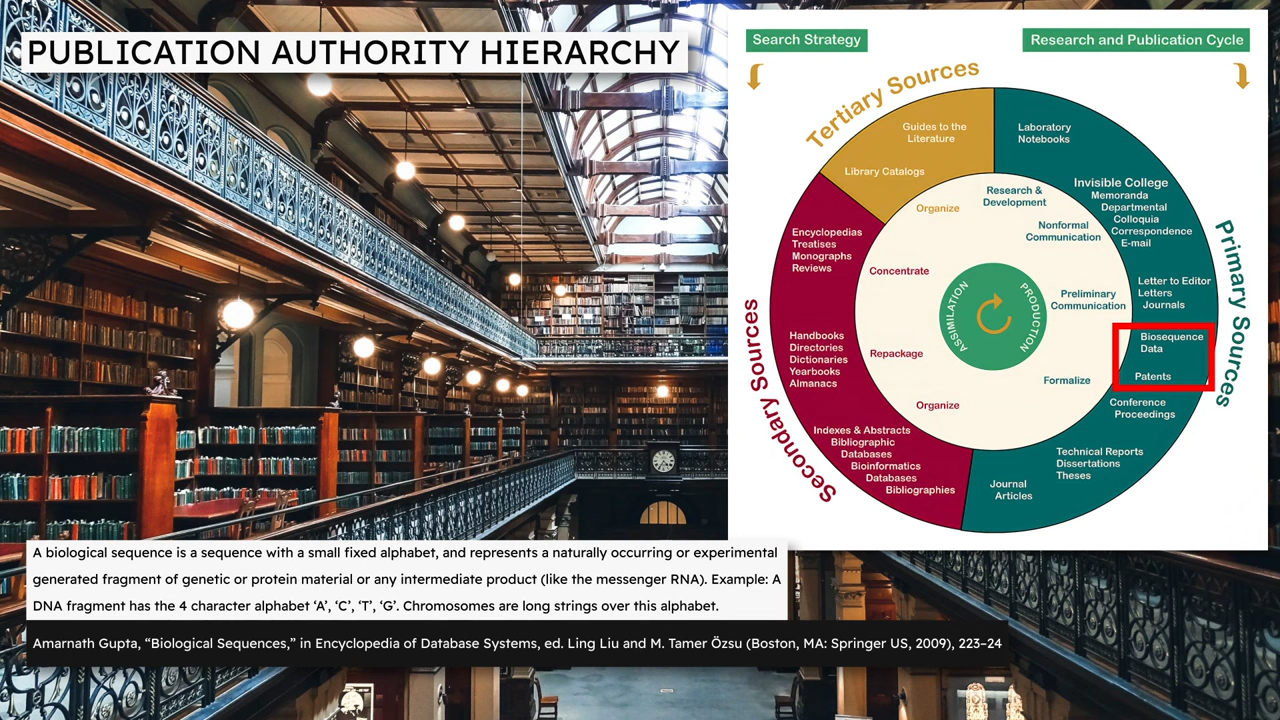 PUBLICATION AUTHORITY HIERARCHY
Search Strategy
Research and Publication Cycle
Tertiary Sources
Guides to the
Literature
Library Catalogs
Laboratory
Notebooks
Invisible College
Memoranda
Departmental
Colloquia
Correspondence
E-mail
Letter to Editor
Letters
Journals
Primary Sources
Biosequence
Data
Patents
Conference
Proceedings
Technical Reports
Dissertations
Theses
Journal
Articles
Secondary Sources
Encyclopedias
Treatises
Monographs
Reviews
Handbooks
Directories
Dictionaries
Yearbooks
Almanacs
Indexes & Abstracts
Bibliographic
Databases
Bioinformatics
Databases
Bibliographies
Organize
Research &
Development
Nonformal
Communication
Concentrate
Preliminary
Communication
Repackage
Formalize
Organize
ASSIMILATION
PRODUCTION
A biological sequence is a sequence with a small fixed alphabet, and represents a naturally occurring or experimental
generated fragment of genetic or protein material or any intermediate product (like the messenger RNA). Example: A
DNA fragment has the 4 character alphabet ‘A’, ‘C’, ‘T’, ‘G’. Chromosomes are long strings over this alphabet.
Amarnath Gupta, “Biological Sequences,” in Encyclopedia of Database Systems, ed. Ling Liu and M. Tamer Özsu (Boston, MA: Springer US, 2009), 223–24